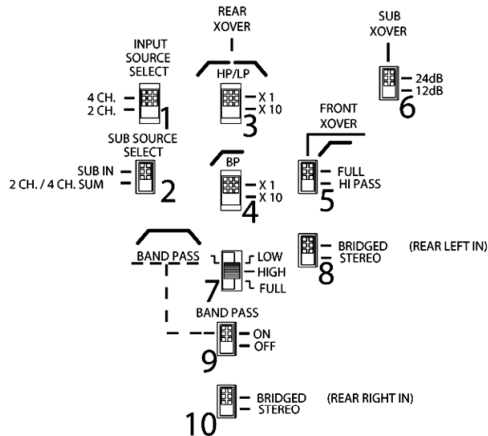 REAR
XOVER
SUB
XOVER
INPUT
SOURCE
SELECT
HP/LP
4 CH.
2 CH.
1
X 1
X 10
3
24dB
12dB
6
FRONT
XOVER
SUB SOURCE
SELECT
SUB IN
2 CH. / 4 CH. SUM
2
BP
X 1
X 10
4
FULL
HI PASS
5
BAND PASS
LOW
HIGH
FULL
7
BRIDGED (REAR LEFT IN)
STEREO
8
BAND PASS
ON
OFF
9
BRIDGED (REAR RIGHT IN)
STEREO
10